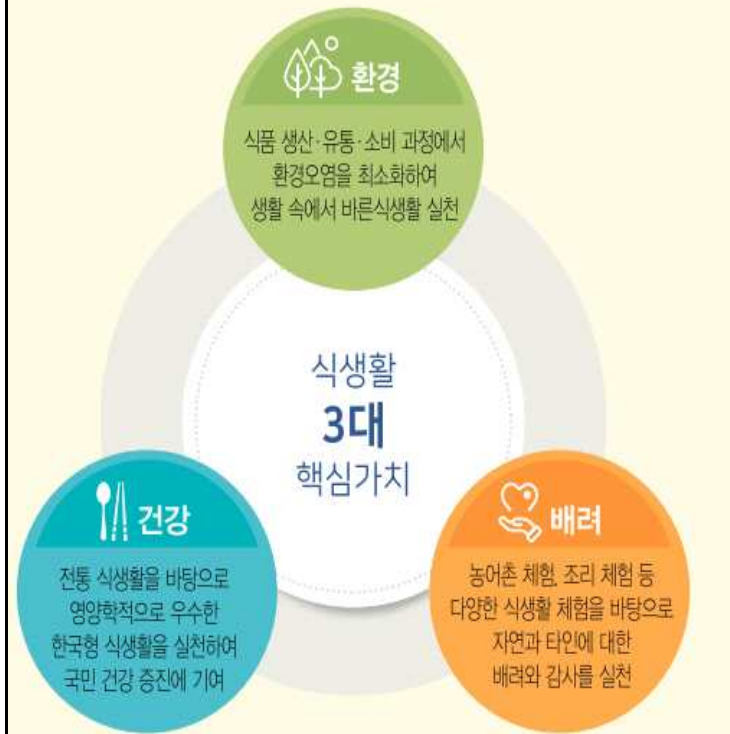 환경
식품 생산·유통·소비 과정에서
환경오염을 최소화하여
생활 속에서 바른식생활 실천
식생활
3대
핵심가치
건강
전통 식생활을 바탕으로
영양학적으로 우수한
한국형 식생활을 실천하여
국민 건강 증진에 기여
배려
농어촌 체험, 조리 체험 등
다양한 식생활 체험을 바탕으로
자연과 타인에 대한
배려와 감사를 실천